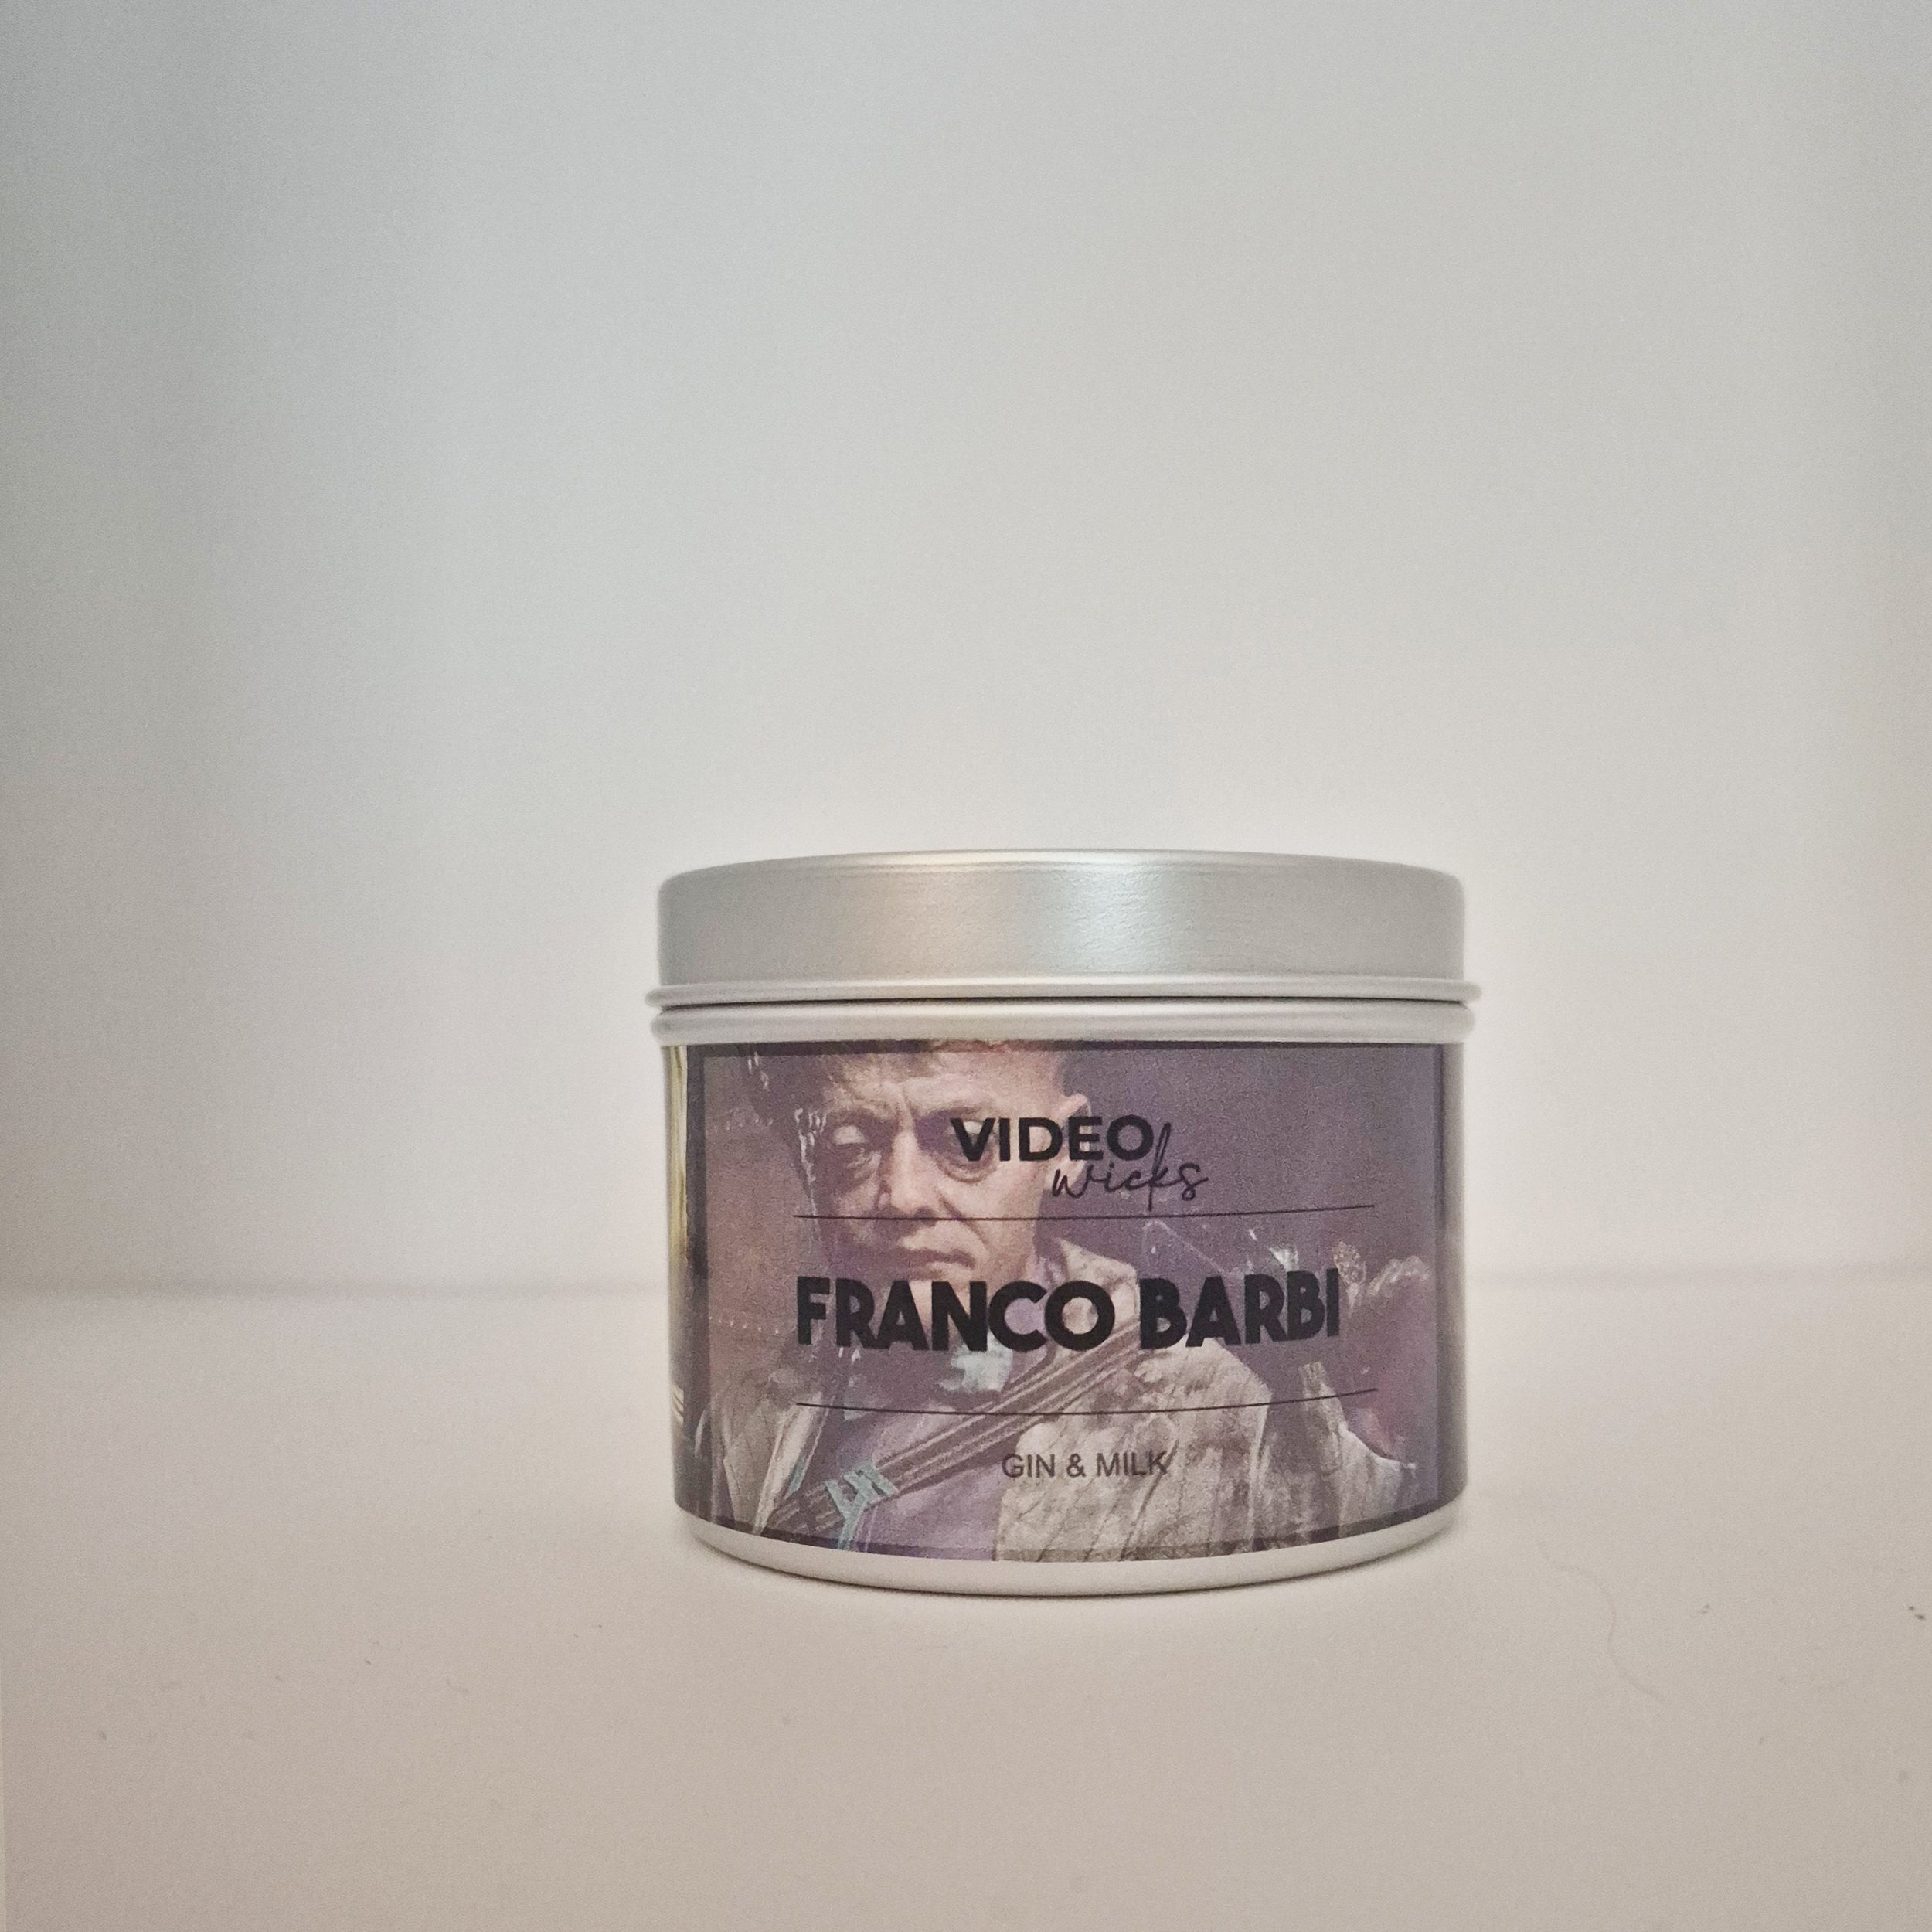 VIDEO
wicks
FRANCO BARBI
GIN & MILK